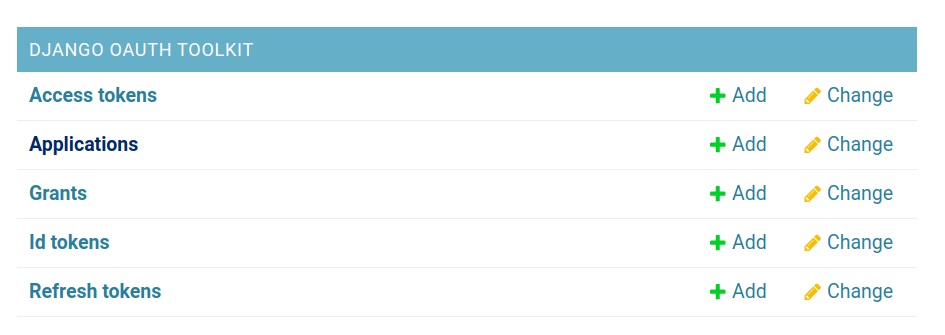 DJANGO OAUTH TOOLKIT
Access tokens Add Change
Applications Add Change
Grants Add Change
Id tokens Add Change
Refresh tokens Add Change